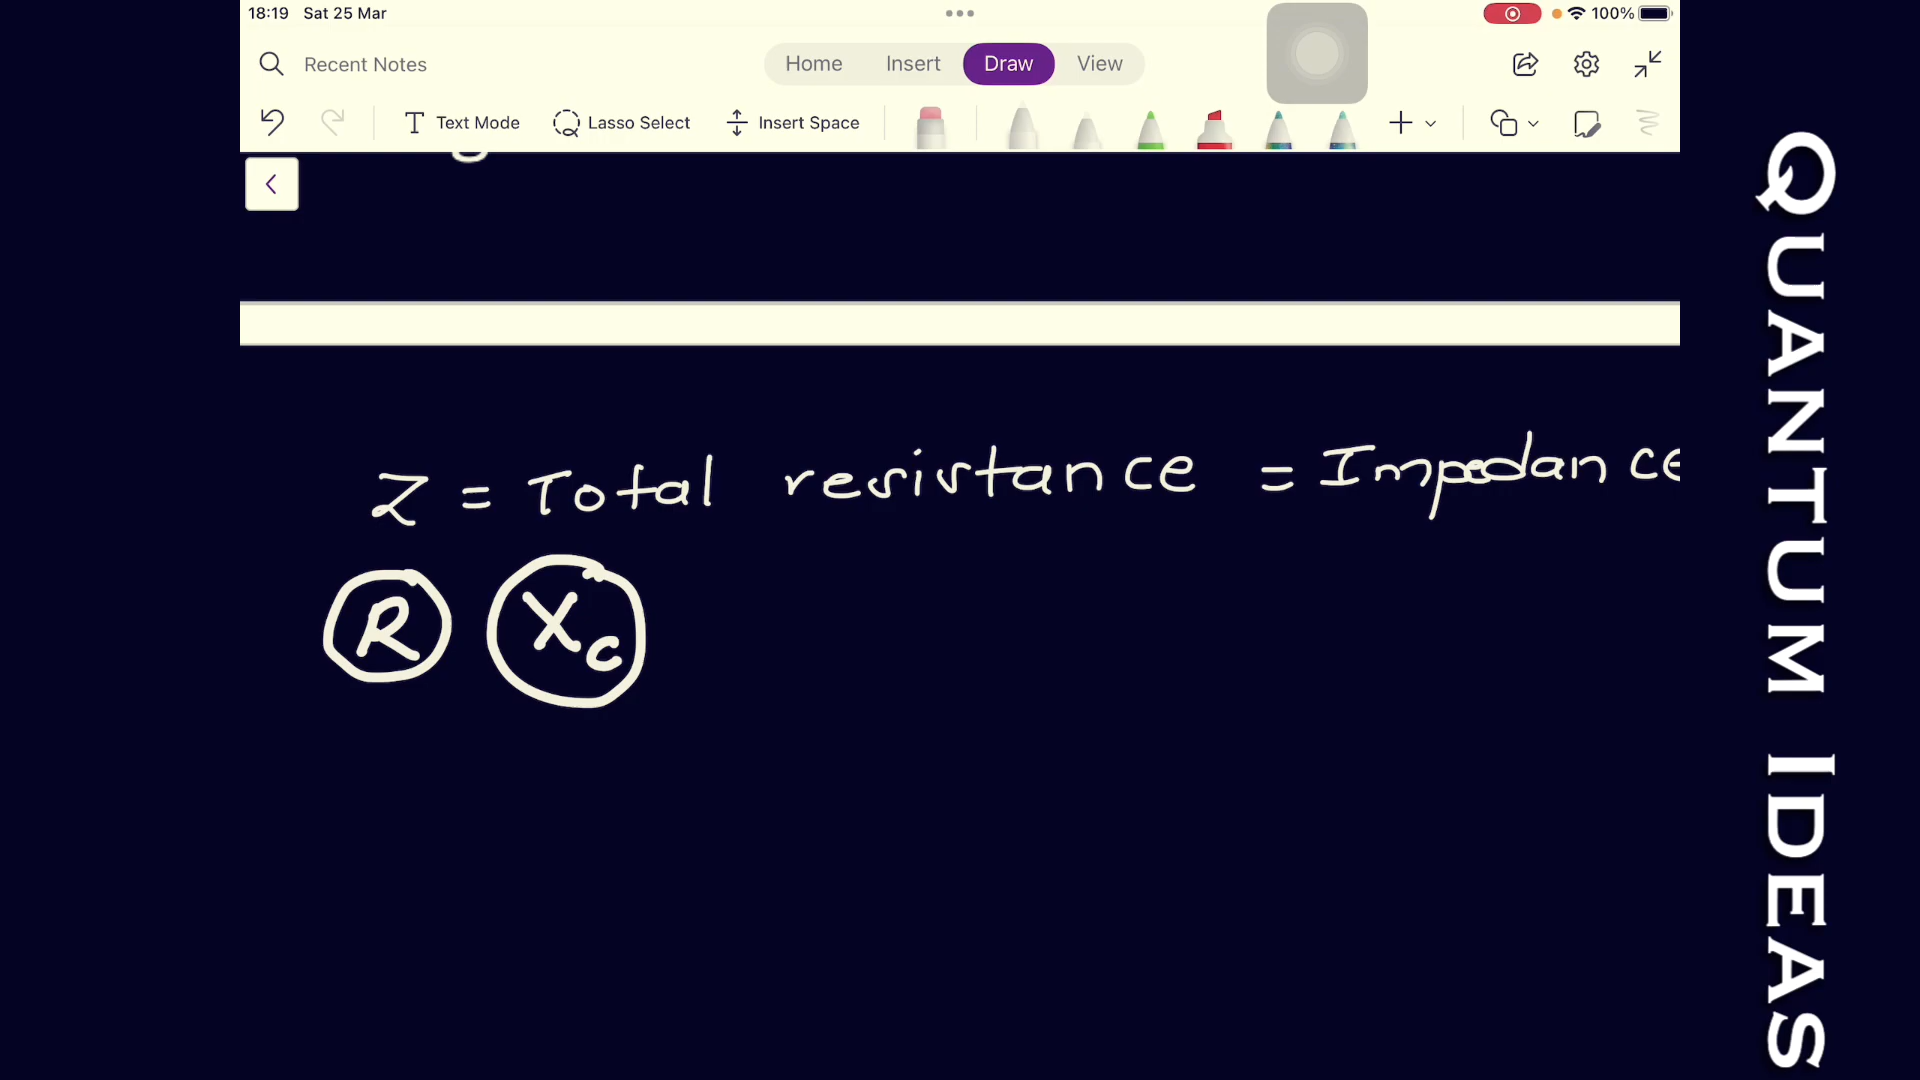 18:19 Sat 25 Mar 100%
Recent Notes Home Insert Draw View
Text Mode Lasso Select Insert Space
Z = Total resistance = Impedance
R Xc
QUANTUM IDEAS